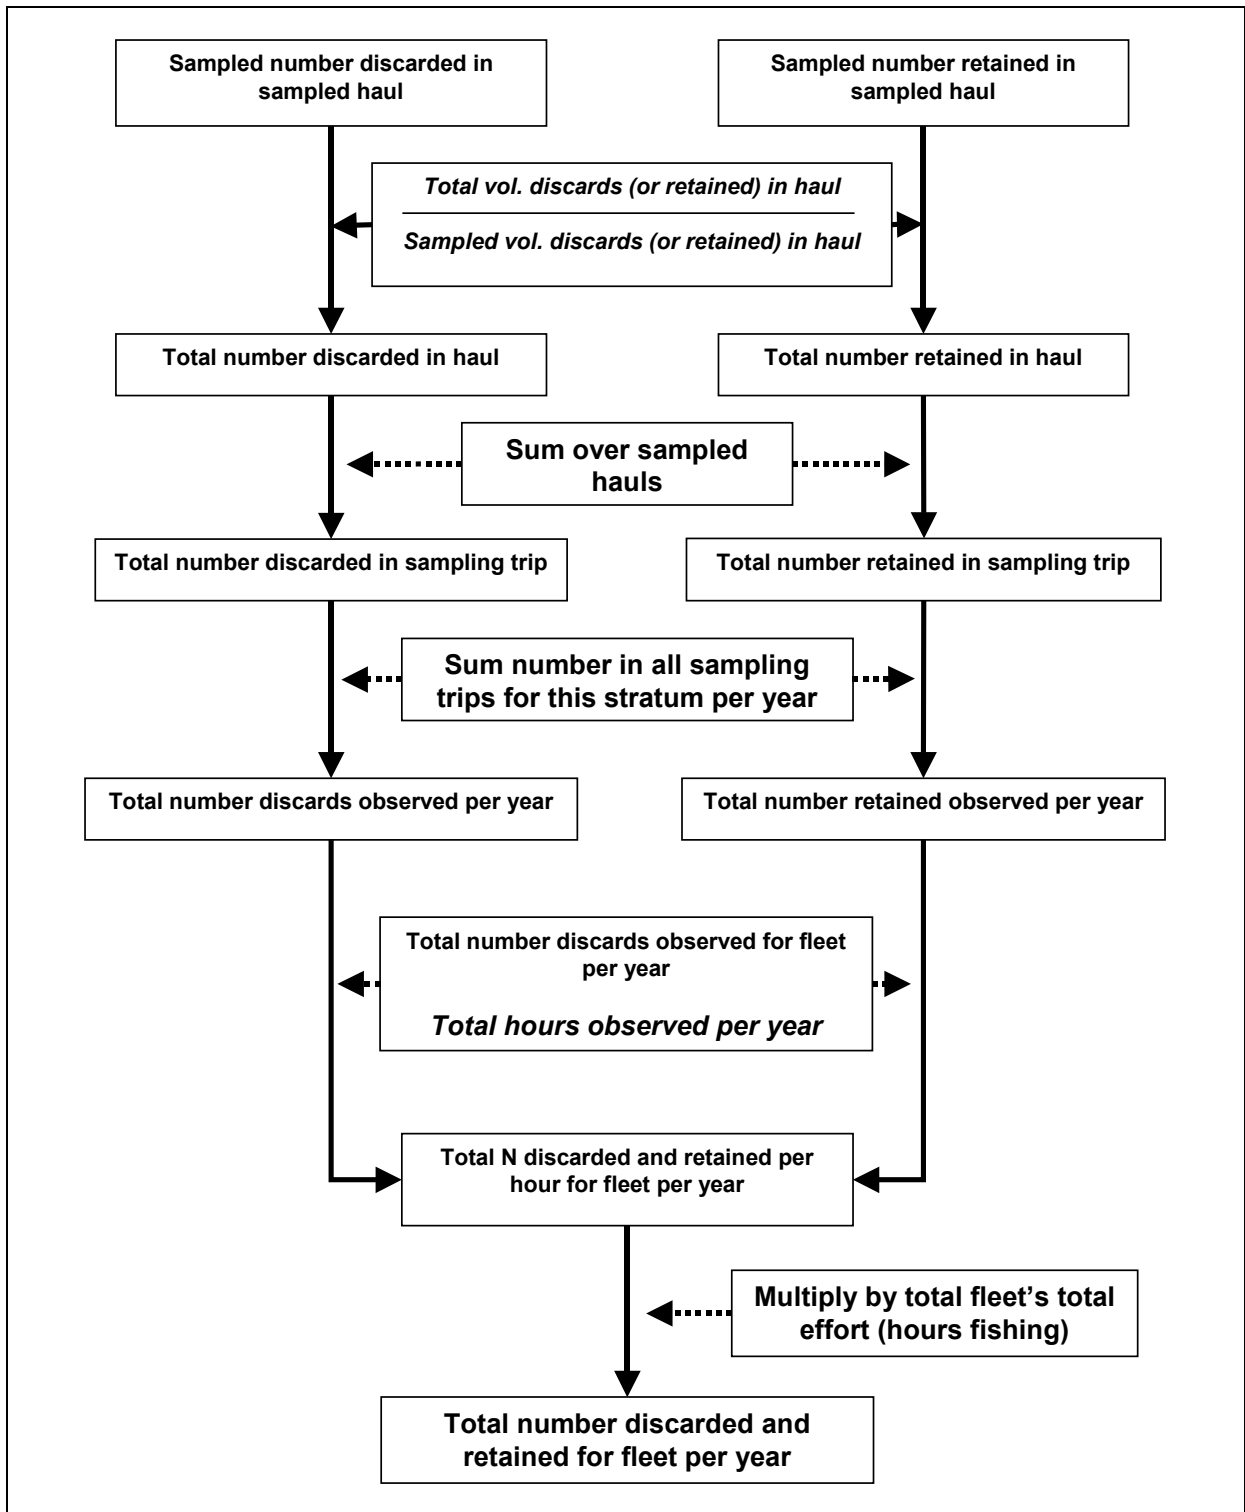 Sampled number discarded in
sampled haul
Sampled number retained in
sampled haul
Total vol. discards (or retained) in haul
Sampled vol. discards (or retained) in haul
Total number discarded in haul
Total number retained in haul
Sum over sampled
hauls
Total number discarded in sampling trip
Total number retained in sampling trip
Sum number in all sampling
trips for this stratum per year
Total number discards observed per year
Total number retained observed per year
Total number discards observed for fleet
per year
Total hours observed per year
Total N discarded and retained per
hour for fleet per year
Multiply by total fleet’s total
effort (hours fishing)
Total number discarded and
retained for fleet per year